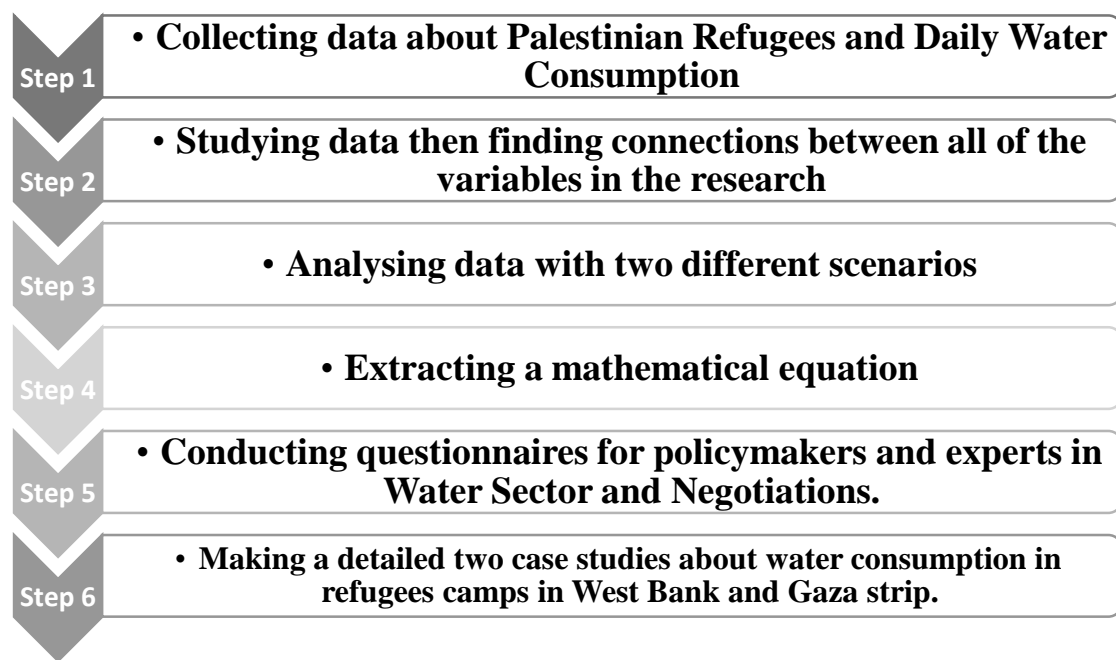 Step 1
• Collecting data about Palestinian Refugees and Daily Water
Consumption
Step 2
• Studying data then finding connections between all of the
variables in the research
Step 3
• Analysing data with two different scenarios
Step 4
• Extracting a mathematical equation
Step 5
• Conducting questionnaires for policymakers and experts in
Water Sector and Negotiations.
Step 6
• Making a detailed two case studies about water consumption in
refugees camps in West Bank and Gaza strip.